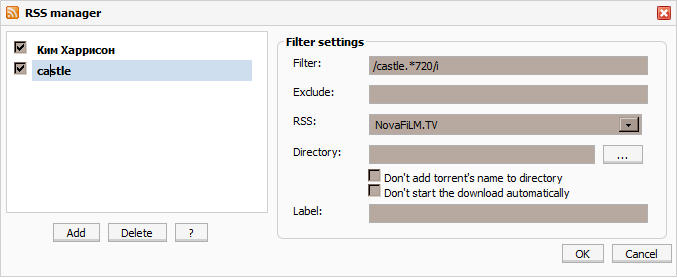 RSS manager
Ким Харрисон
castle
Add
Delete
?
Filter settings
Filter:
/castle.*720/i
Exclude:
RSS:
NovaFiLM.TV
Directory:
...
Don't add torrent's name to directory
Don't start the download automatically
Label:
OK
Cancel